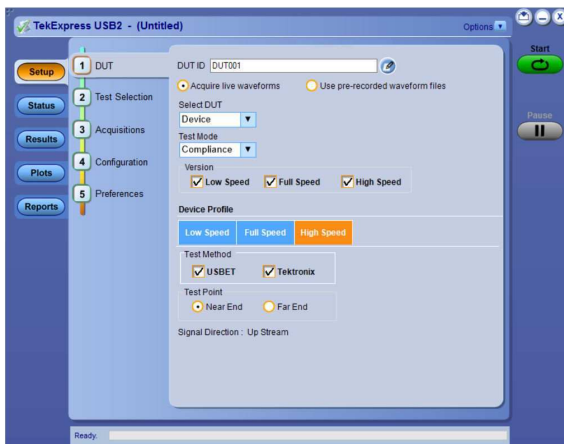 TekExpress USB2 - (Untitled)
Options
Start
Pause
Setup
Status
Results
Plots
Reports
1 DUT
2 Test Selection
3 Acquisitions
4 Configuration
5 Preferences
DUT ID DUT001
Acquire live waveforms Use pre-recorded waveform files
Select DUT
Device
Test Mode
Compliance
Version
Low Speed Full Speed High Speed
Device Profile
Low Speed Full Speed High Speed
Test Method
USBET Tektronix
Test Point
Near End Far End
Signal Direction : Up Stream
Ready.